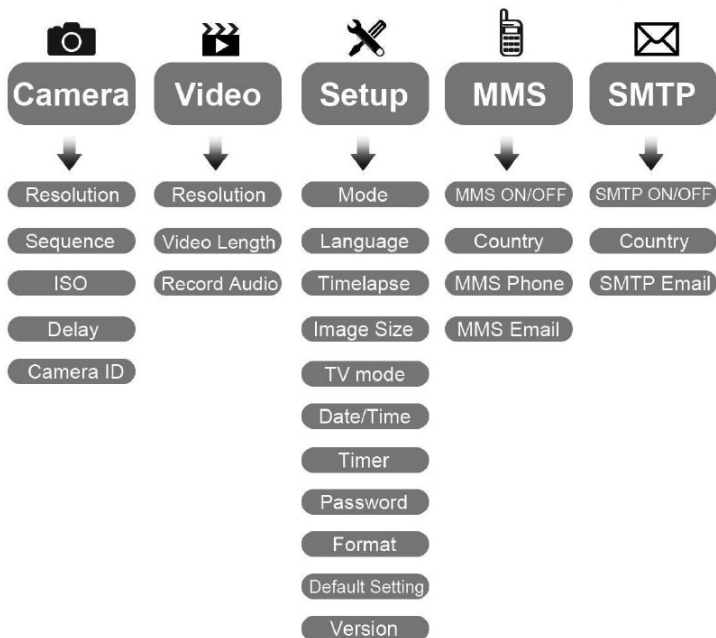 Camera
Video
Setup
MMS
SMTP
Resolution
Sequence
ISO
Delay
Camera ID
Resolution
Video Length
Record Audio
Mode
Language
Timelapse
Image Size
TV mode
Date/Time
Timer
Password
Format
Default Setting
Version
MMS ON/OFF
Country
MMS Phone
MMS Email
SMTP ON/OFF
Country
SMTP Email